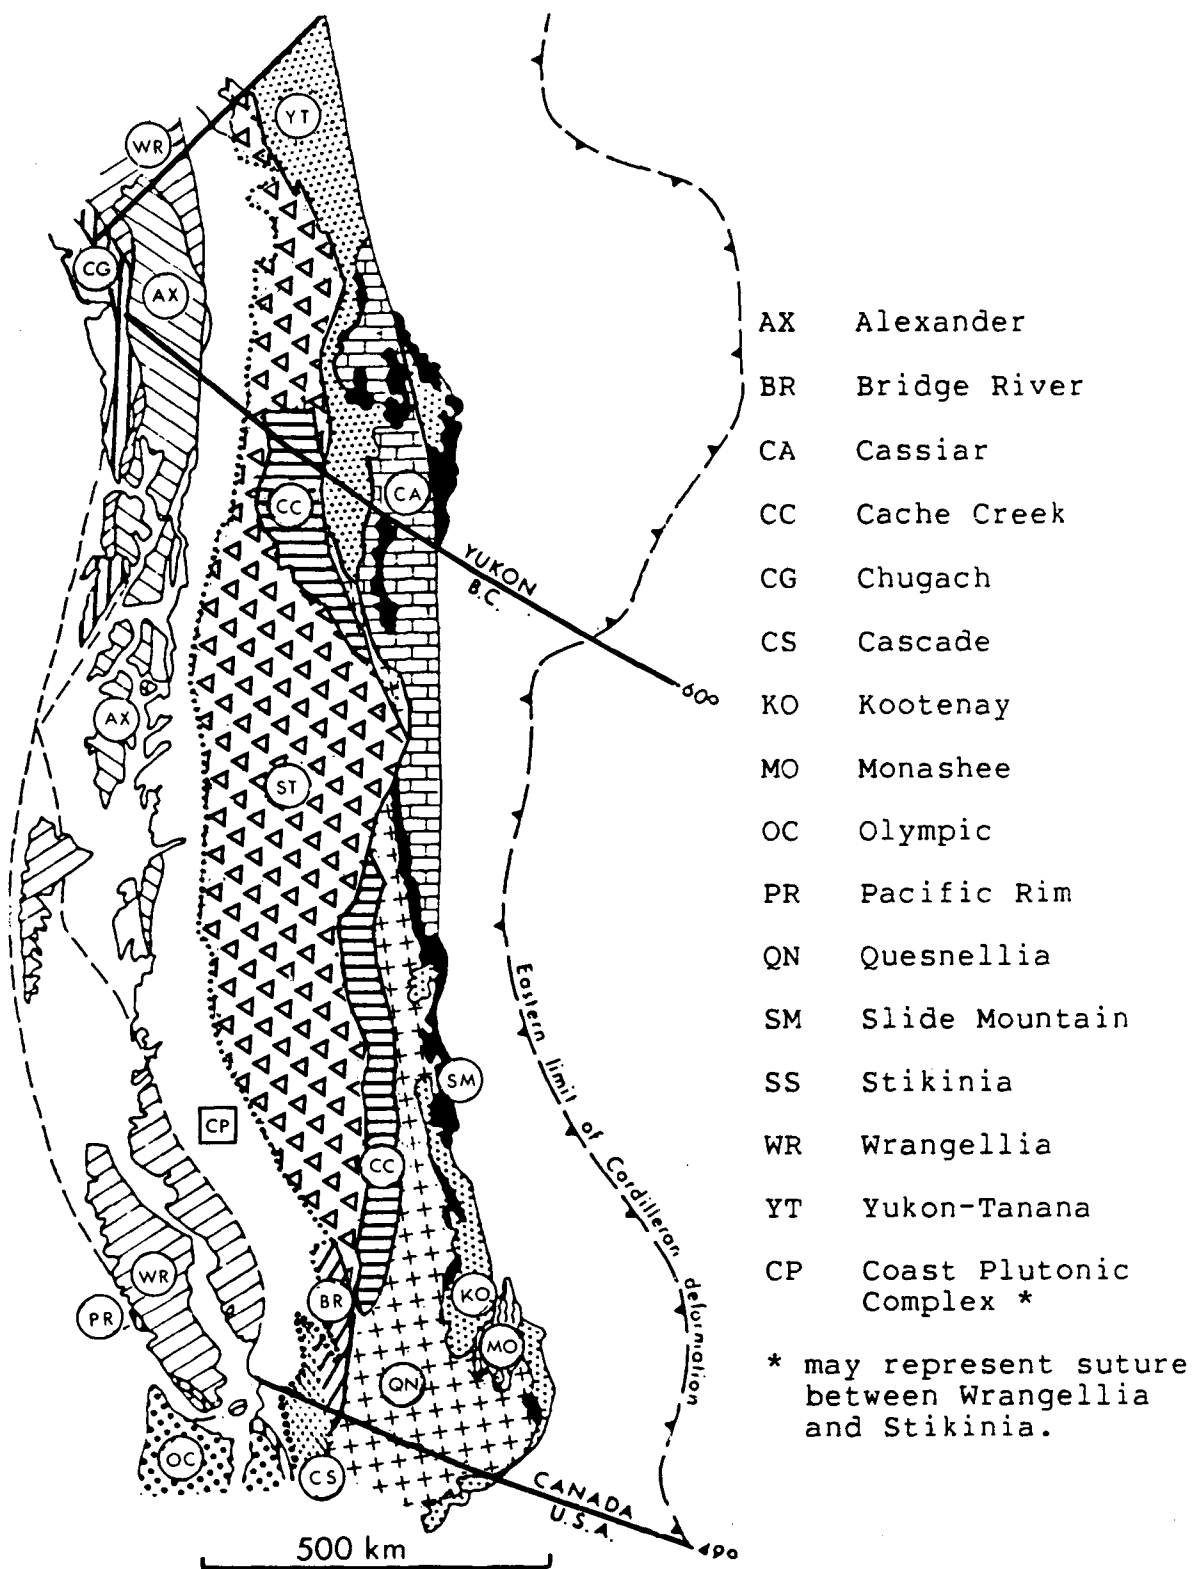 YT
WR
CG
AX
CC
CA
YUKON
B.C.
60°
AX
ST
Eastern limit of Cordilleran deformation
SM
CP
CC
WR
BR
KO
PR
MO
QN
OC
CS
CANADA
U.S.A.
49°
500 km
AX Alexander
BR Bridge River
CA Cassiar
CC Cache Creek
CG Chugach
CS Cascade
KO Kootenay
MO Monashee
OC Olympic
PR Pacific Rim
QN Quesnellia
SM Slide Mountain
SS Stikinia
WR Wrangellia
YT Yukon-Tanana
CP Coast Plutonic
Complex *
* may represent suture
between Wrangellia
and Stikinia.